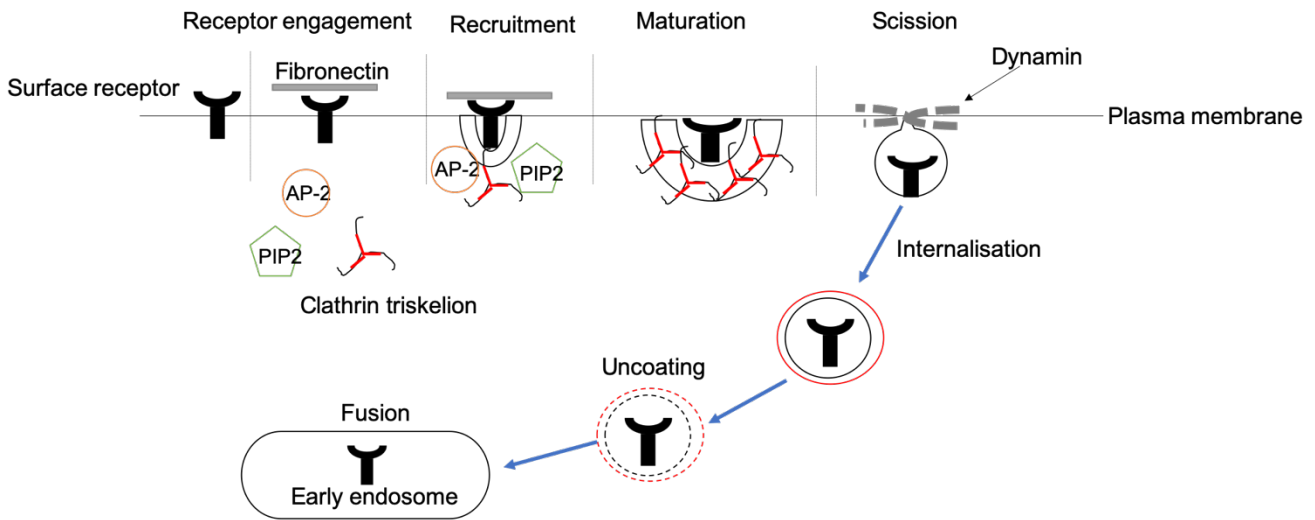 Receptor engagement
Recruitment
Maturation
Scission
Surface receptor
Fibronectin
Dynamin
Plasma membrane
AP-2
PIP2
AP-2
PIP2
Clathrin triskelion
Internalisation
Uncoating
Fusion
Early endosome